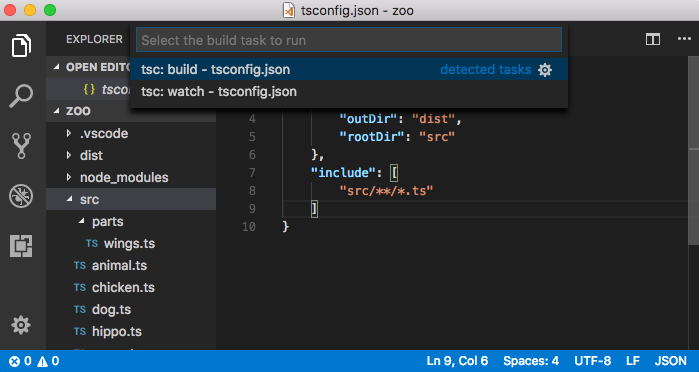 tsconfig.json - zoo
EXPLORER
Select the build task to run
OPEN EDITO
tsc: build - tsconfig.json detected tasks
{ } tscon
tsc: watch - tsconfig.json
ZOO
.vscode
dist
node_modules
src
parts
TS wings.ts
TS animal.ts
TS chicken.ts
TS dog.ts
TS hippo.ts
4 "outDir": "dist",
5 "rootDir": "src"
6 },
7 "include": [
8 "src/**/*.ts"
9 ]
10 }
0 0
Ln 9, Col 6 Spaces: 4 UTF-8 LF JSON